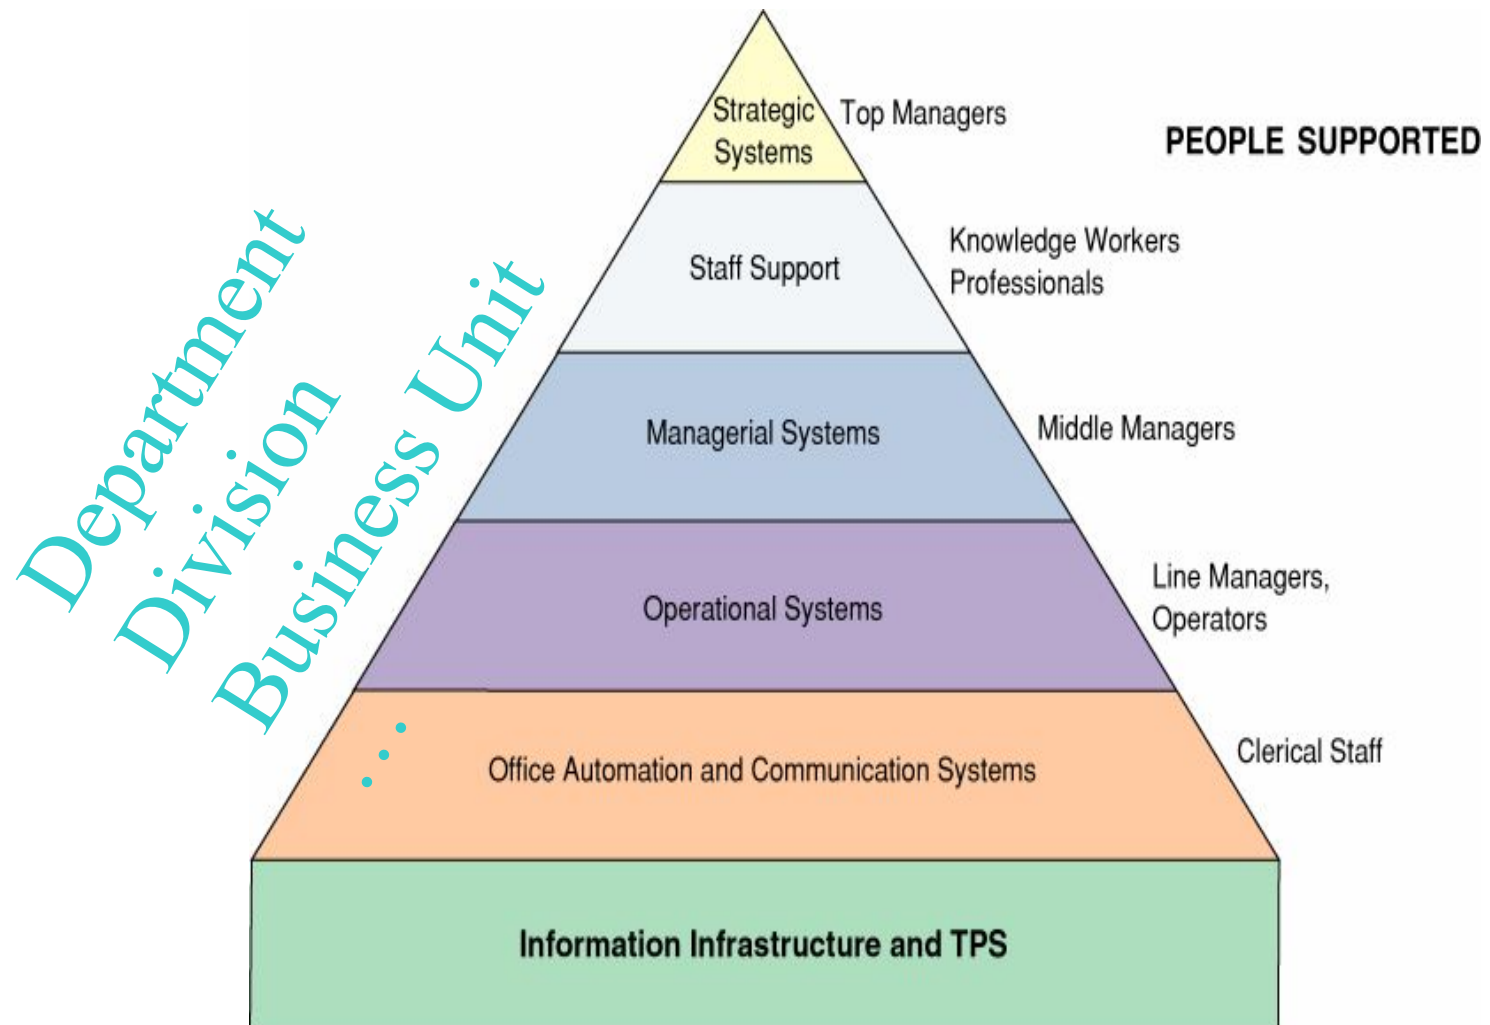 Strategic
Systems
Top Managers
PEOPLE SUPPORTED
Staff Support
Knowledge Workers
Professionals
Department
Division
Business Unit
...
Managerial Systems
Middle Managers
Operational Systems
Line Managers,
Operators
Office Automation and Communication Systems
Clerical Staff
Information Infrastructure and TPS